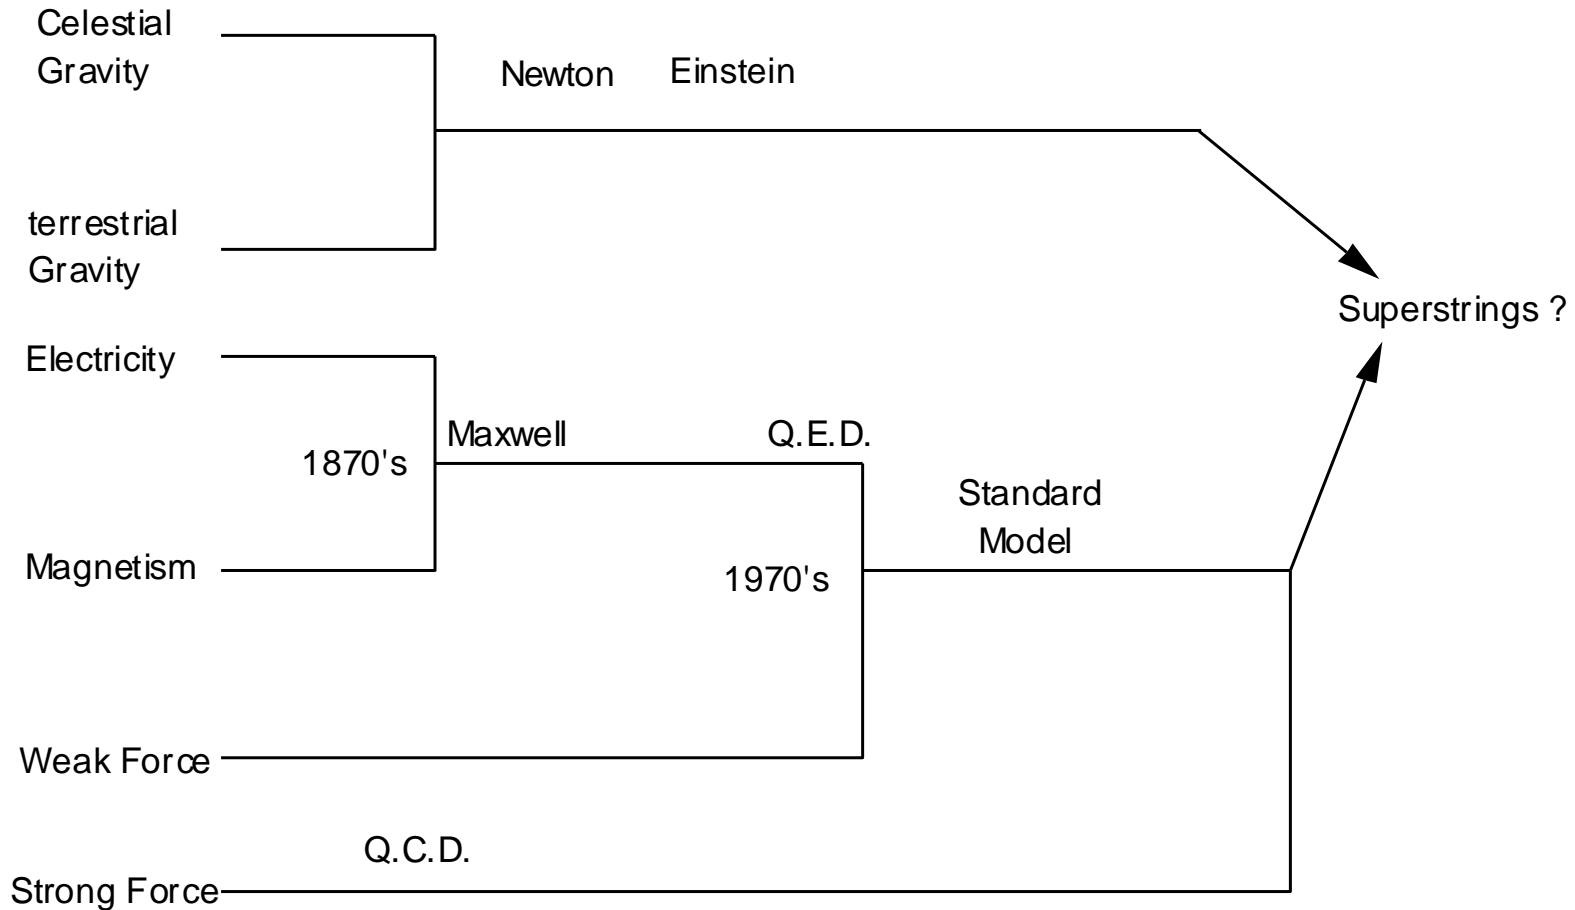 Celestial
Gravity
Newton
Einstein
terrestrial
Gravity
Superstrings ?
Electricity
Maxwell
Q.E.D.
1870's
Standard
Model
Magnetism
1970's
Weak Force
Q.C.D.
Strong Force